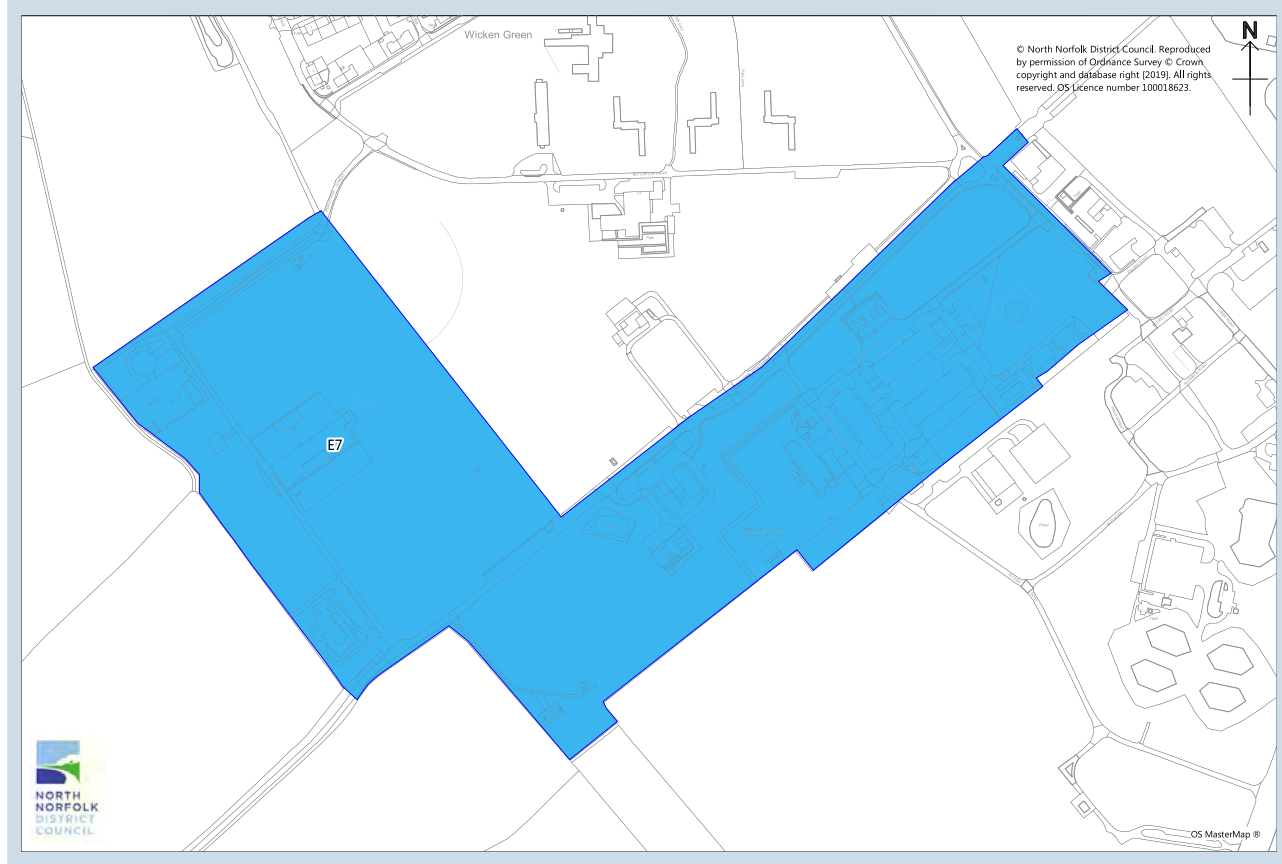 Wicken Green
N
© North Norfolk District Council. Reproduced
by permission of Ordnance Survey © Crown
copyright and database right [2019]. All rights
reserved. OS Licence number 100018623.
E7
Pond
Tank
NORTH
NORFOLK
DISTRICT
COUNCIL
OS MasterMap ®